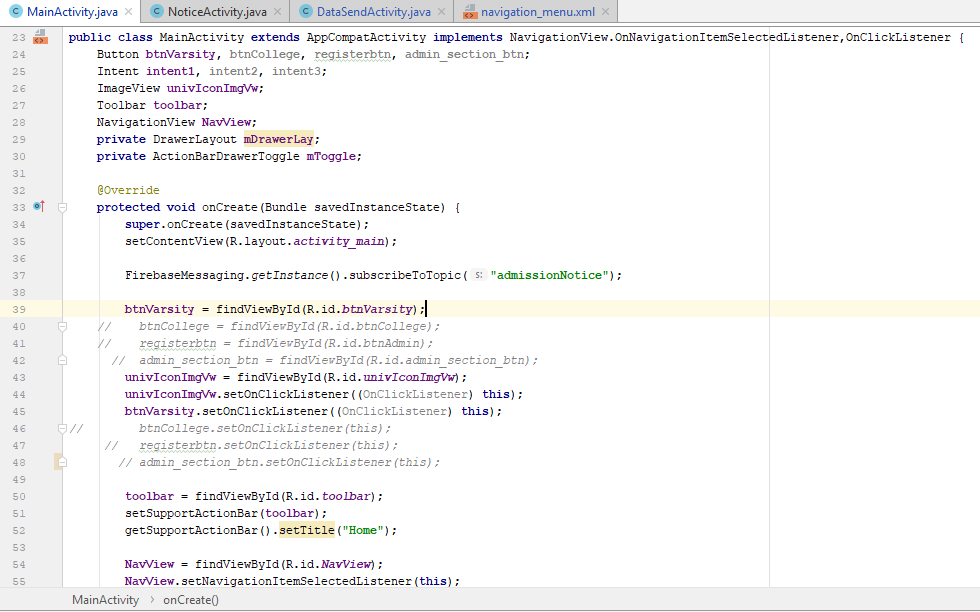 MainActivity.java × NoticeActivity.java × DataSendActivity.java × navigation_menu.xml ×
23 public class MainActivity extends AppCompatActivity implements NavigationView.OnNavigationItemSelectedListener,OnClickListener {
24 Button btnVarsity, btnCollege, registerbtn, admin_section_btn;
25 Intent intent1, intent2, intent3;
26 ImageView univIconImgVw;
27 Toolbar toolbar;
28 NavigationView NavView;
29 private DrawerLayout mDrawerLay;
30 private ActionBarDrawerToggle mToggle;
31
32 @Override
33 protected void onCreate(Bundle savedInstanceState) {
34 super.onCreate(savedInstanceState);
35 setContentView(R.layout.activity_main);
36
37 FirebaseMessaging.getInstance().subscribeToTopic( s: "admissionNotice");
38
39 btnVarsity = findViewById(R.id.btnVarsity);
40 // btnCollege = findViewById(R.id.btnCollege);
41 // registerbtn = findViewById(R.id.btnAdmin);
42 // admin_section_btn = findViewById(R.id.admin_section_btn);
43 univIconImgVw = findViewById(R.id.univIconImgVw);
44 univIconImgVw.setOnClickListener((OnClickListener) this);
45 btnVarsity.setOnClickListener((OnClickListener) this);
46 // btnCollege.setOnClickListener(this);
47 // registerbtn.setOnClickListener(this);
48 // admin_section_btn.setOnClickListener(this);
49
50 toolbar = findViewById(R.id.toolbar);
51 setSupportActionBar(toolbar);
52 getSupportActionBar().setTitle("Home");
53
54 NavView = findViewById(R.id.NavView);
55 NavView.setNavigationItemSelectedListener(this);
MainActivity › onCreate()